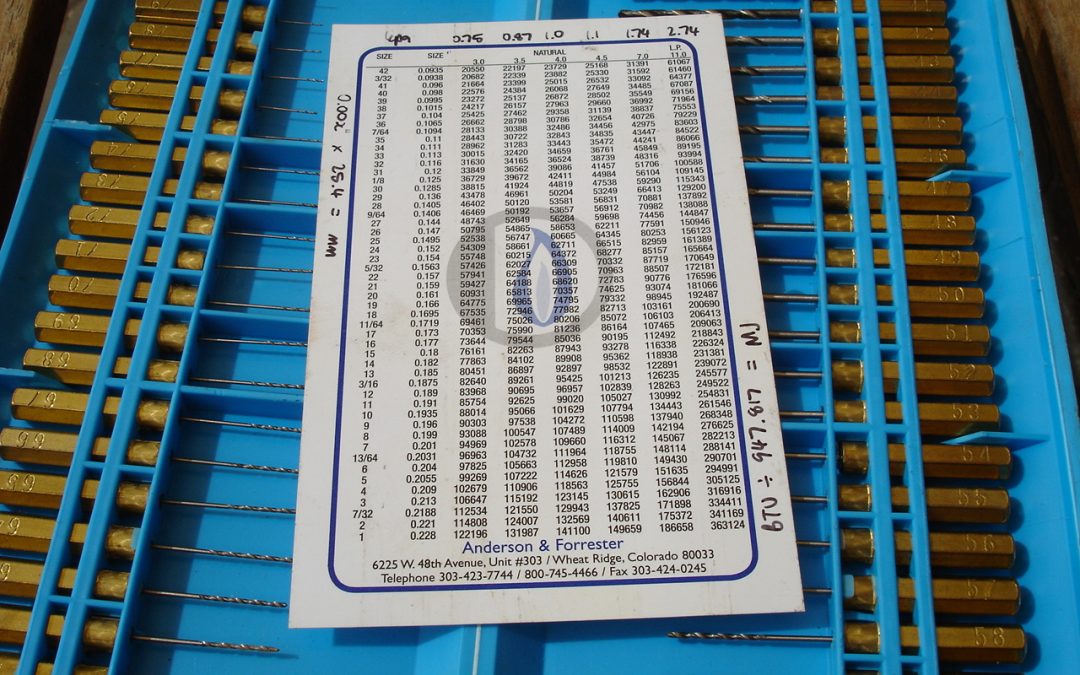 kPa 0.75 0.87 1.0 1.1 1.74 2.74
NATURAL L.P.
SIZE SIZE 3.0 3.5 4.0 4.5 7.0 11.0
42 0.0935 20550 22197 23729 25168 31391 61067
3/32 0.0938 20682 22339 23882 25330 31592 61460
41 0.096 21664 23399 25015 26532 33092 64377
40 0.098 22576 24384 26068 27649 34485 67087
39 0.0995 23272 25137 26872 28502 35549 69156
38 0.1015 24217 26157 27963 29660 36992 71964
37 0.104 25425 27462 29358 31139 38837 75553
36 0.1065 26662 28798 30786 32654 40726 79229
7/64 0.1094 28133 30388 32486 34456 42975 83603
35 0.11 28443 30722 32843 34835 43447 84522
34 0.111 28962 31283 33443 35472 44241 86066
33 0.113 30015 32420 34659 36761 45849 89195
32 0.116 31630 34165 36524 38739 48316 93994
31 0.12 33849 36562 39086 41457 51706 100588
1/8 0.125 36729 39672 42411 44984 56104 109145
30 0.1285 38815 41924 44819 47538 59290 115343
29 0.136 43478 46961 50204 53249 66413 129200
28 0.1405 46402 50120 53581 56831 70881 137892
9/64 0.1406 46469 50192 53657 56912 70982 138088
27 0.144 48743 52649 56284 59698 74456 144847
26 0.147 50795 54865 58653 62211 77591 150946
25 0.1495 52538 56747 60665 64345 80253 156123
24 0.152 54309 58661 62711 66515 82959 161389
23 0.154 55748 60215 64372 68277 85157 165664
5/32 0.1563 57426 62027 66309 70332 87719 170649
22 0.157 57941 62584 66905 70963 88507 172181
21 0.159 59427 64188 68620 72783 90776 176596
20 0.161 60931 65813 70357 74625 93074 181066
19 0.166 64775 69965 74795 79332 98945 192487
18 0.1695 67535 72946 77982 82713 103161 200690
11/64 0.1719 69461 75026 80206 85072 106103 206413
17 0.173 70353 75990 81236 86164 107465 209063
16 0.177 73644 79544 85036 90195 112492 218843
15 0.18 76161 82263 87943 93278 116338 226324
14 0.182 77863 84102 89908 95362 118938 231381
13 0.185 80451 86897 92897 98532 122891 239072
3/16 0.1875 82640 89261 95425 101213 126235 245577
12 0.189 83968 90695 96957 102839 128263 249522
11 0.191 85754 92625 99020 105027 130992 254831
10 0.1935 88014 95066 101629 107794 134443 261546
9 0.196 90303 97538 104272 110598 137940 268348
8 0.199 93088 100547 107489 114009 142194 276625
7 0.201 94969 102578 109660 116312 145067 282213
13/64 0.2031 96963 104732 111964 118755 148114 288141
6 0.204 97825 105663 112958 119810 149430 290701
5 0.2055 99269 107222 114626 121579 151635 294991
4 0.209 102679 110906 118563 125755 156844 305125
3 0.213 106647 115192 123145 130615 162906 316916
7/32 0.2188 112534 121550 129943 137825 171898 334411
2 0.221 114808 124007 132569 140611 175372 341169
1 0.228 122196 131987 141100 149659 186658 363124
Anderson & Forrester
6225 W. 48th Avenue, Unit #303 / Wheat Ridge, Colorado 80033
Telephone 303-423-7744 / 800-745-4466 / Fax 303-424-0245
x 25.4 = mm
BTU ÷ 947.817 = MJ
74
72
71
70
69
68
67
66
45
48
49
50
51
52
53
54
55
56
57
58